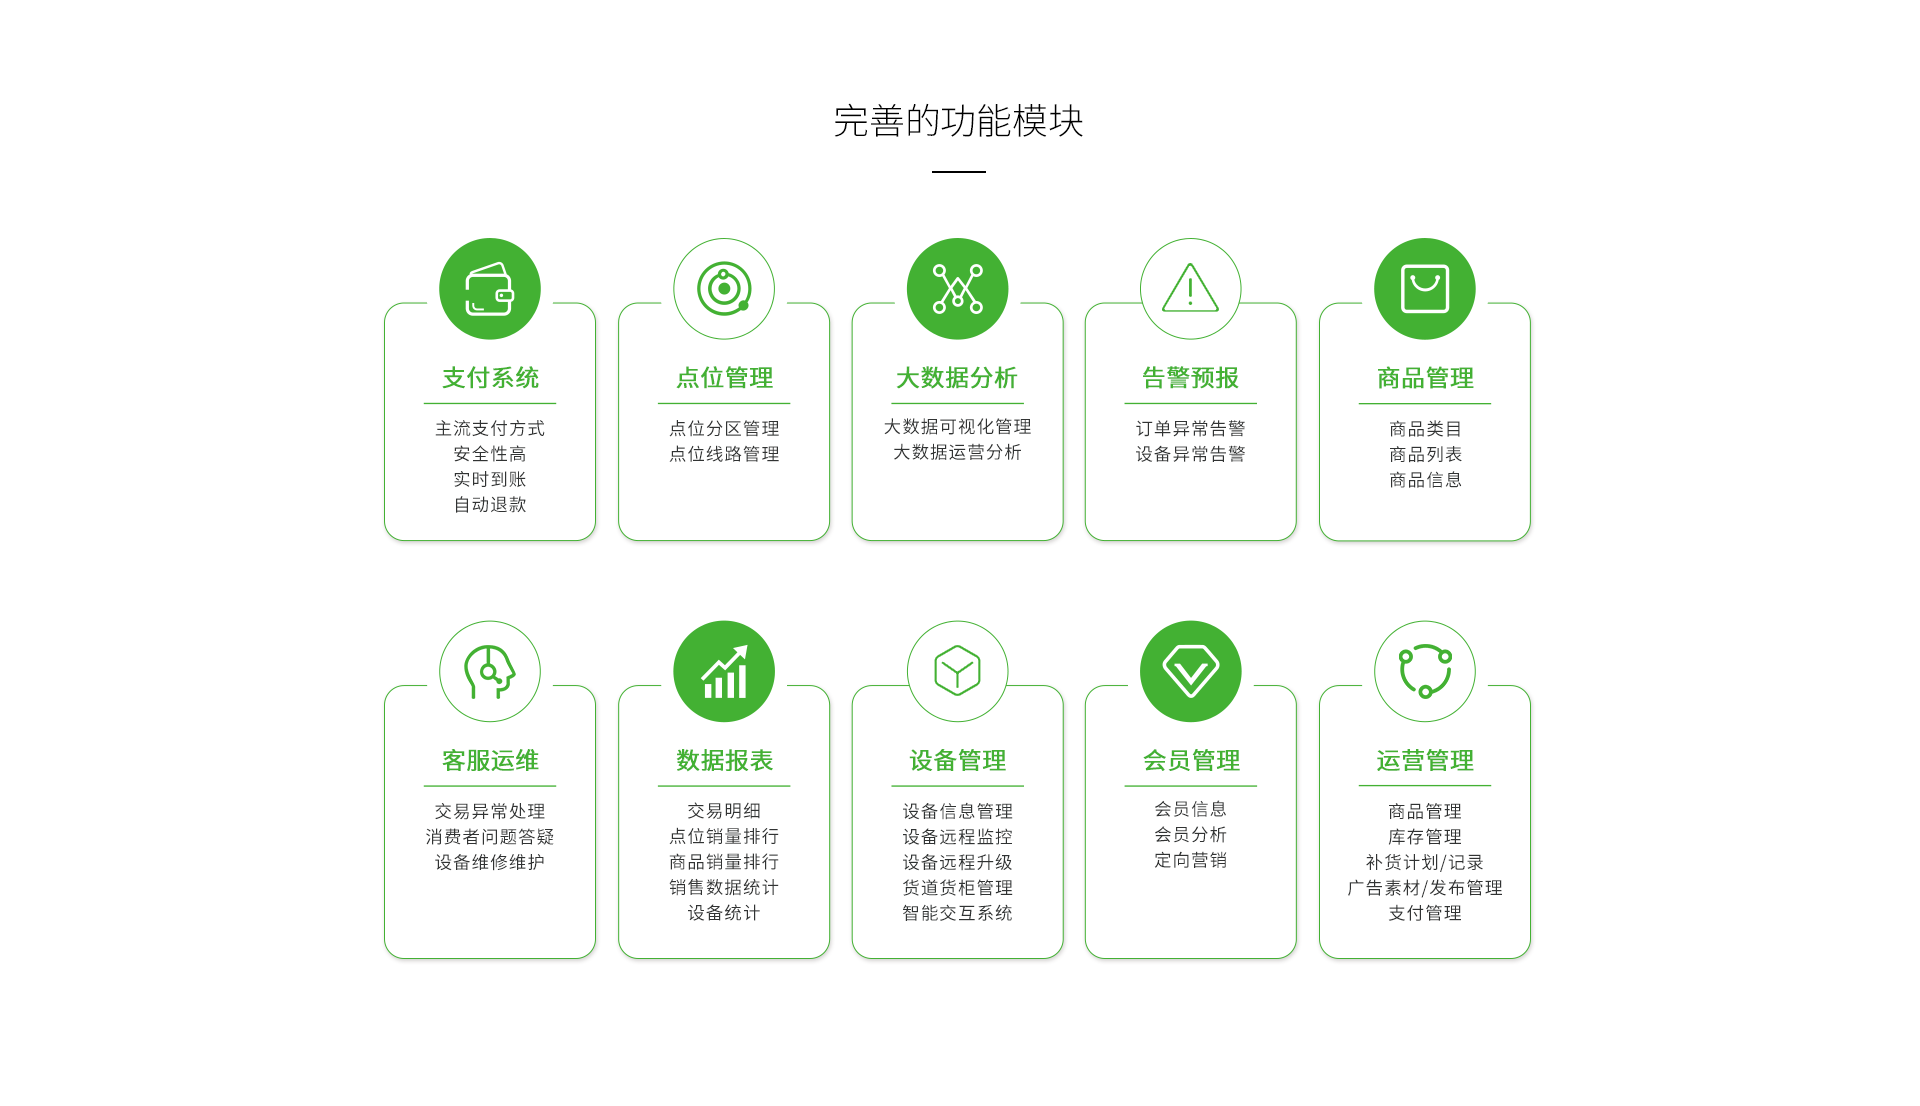 完善的功能模块
支付系统
主流支付方式
安全性高
实时到账
自动退款
点位管理
点位分区管理
点位线路管理
大数据分析
大数据可视化管理
大数据运营分析
告警预报
订单异常告警
设备异常告警
商品管理
商品类目
商品列表
商品信息
客服运维
交易异常处理
消费者问题答疑
设备维修维护
数据报表
交易明细
点位销量排行
商品销量排行
销售数据统计
设备统计
设备管理
设备信息管理
设备远程监控
设备远程升级
货道货柜管理
智能交互系统
会员管理
会员信息
会员分析
定向营销
运营管理
商品管理
库存管理
补货计划/记录
广告素材/发布管理
支付管理